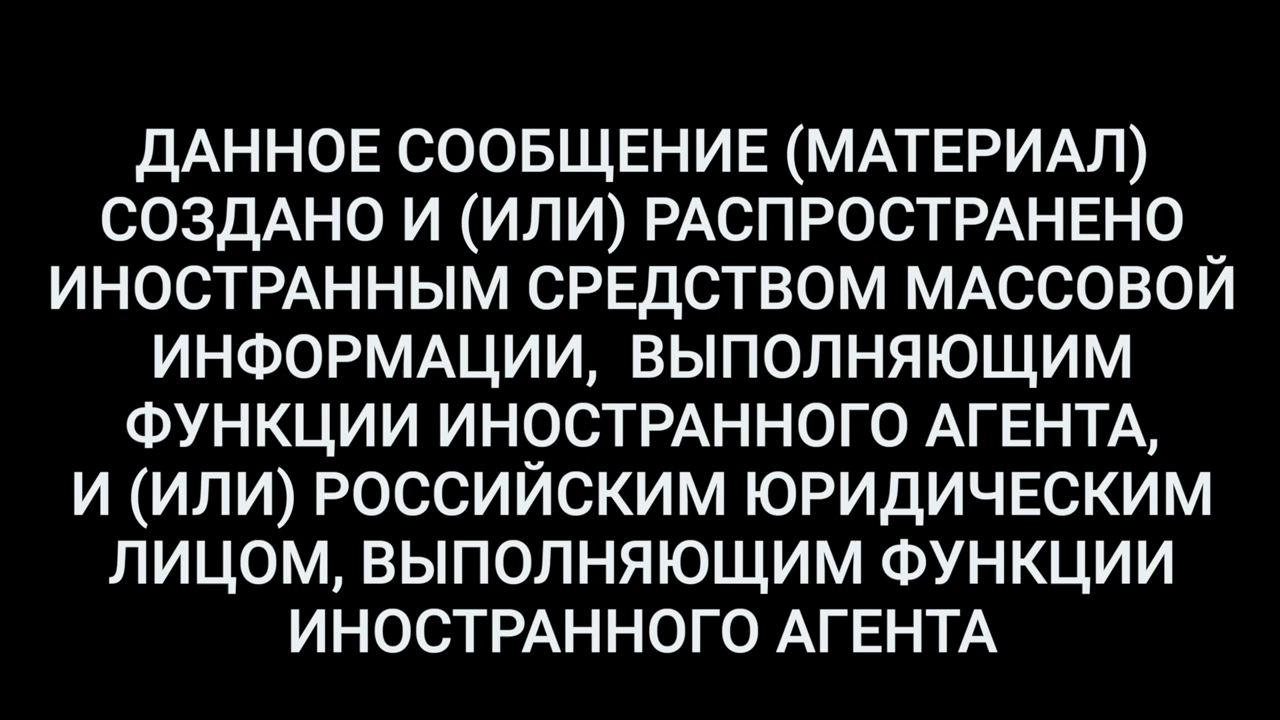 ДАННОЕ СООБЩЕНИЕ (МАТЕРИАЛ)
СОЗДАНО И (ИЛИ) РАСПРОСТРАНЕНО
ИНОСТРАННЫМ СРЕДСТВОМ МАССОВОЙ
ИНФОРМАЦИИ, ВЫПОЛНЯЮЩИМ
ФУНКЦИИ ИНОСТРАННОГО АГЕНТА,
И (ИЛИ) РОССИЙСКИМ ЮРИДИЧЕСКИМ
ЛИЦОМ, ВЫПОЛНЯЮЩИМ ФУНКЦИИ
ИНОСТРАННОГО АГЕНТА